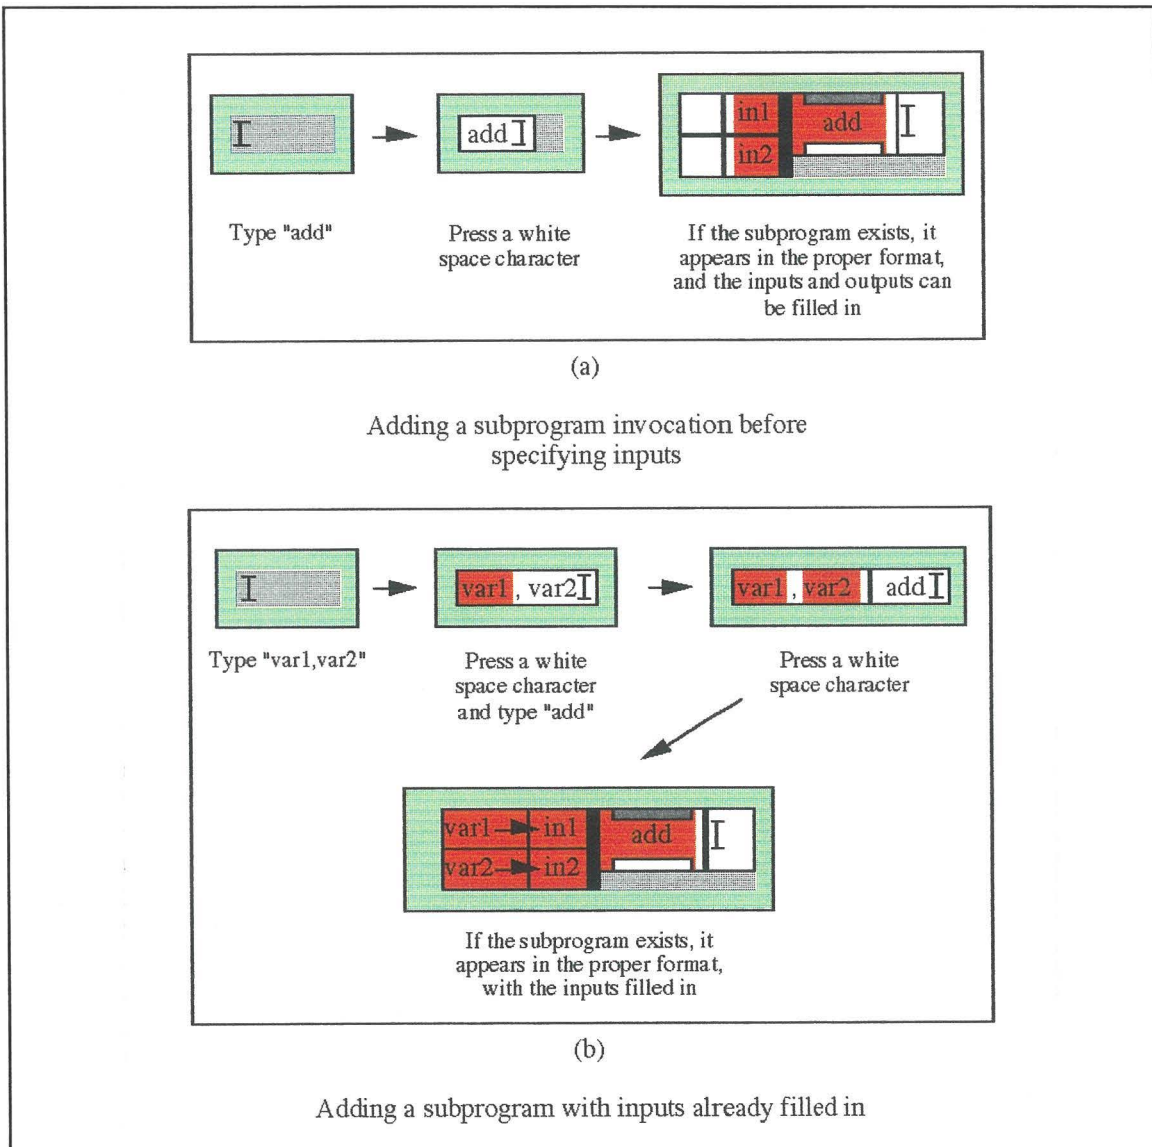 add
in1
add
in2
Type "add"
Press a white
space character
If the subprogram exists, it
appears in the proper format,
and the inputs and outputs can
be filled in
(a)
Adding a subprogram invocation before
specifying inputs
var1 , var2
var1 , var2 add
Type "var1,var2"
Press a white
space character
and type "add"
Press a white
space character
var1 in1
add
var2 in2
If the subprogram exists, it
appears in the proper format,
with the inputs filled in
(b)
Adding a subprogram with inputs already filled in